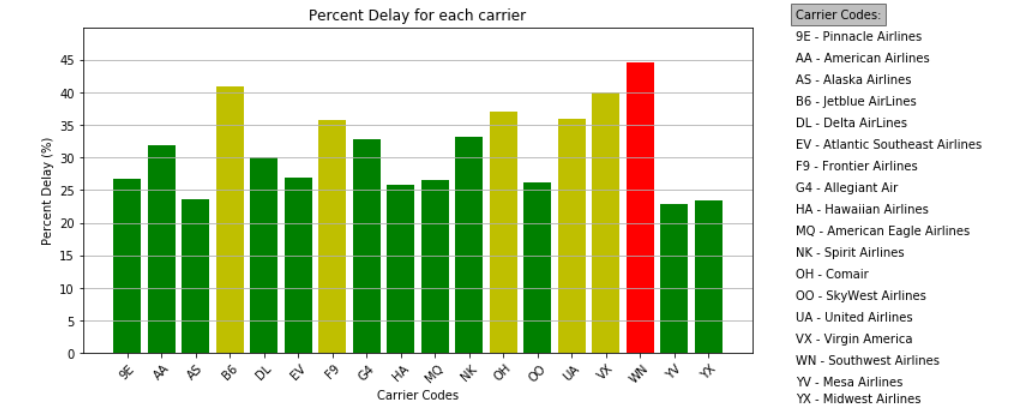 Percent Delay for each carrier
Percent Delay (%)
45
40
35
30
25
20
15
10
5
0
9E AA AS B6 DL EV F9 G4 HA MQ NK OH OO UA VX WN YV YX
Carrier Codes
Carrier Codes:
9E - Pinnacle Airlines
AA - American Airlines
AS - Alaska Airlines
B6 - Jetblue AirLines
DL - Delta AirLines
EV - Atlantic Southeast Airlines
F9 - Frontier Airlines
G4 - Allegiant Air
HA - Hawaiian Airlines
MQ - American Eagle Airlines
NK - Spirit Airlines
OH - Comair
OO - SkyWest Airlines
UA - United Airlines
VX - Virgin America
WN - Southwest Airlines
YV - Mesa Airlines
YX - Midwest Airlines